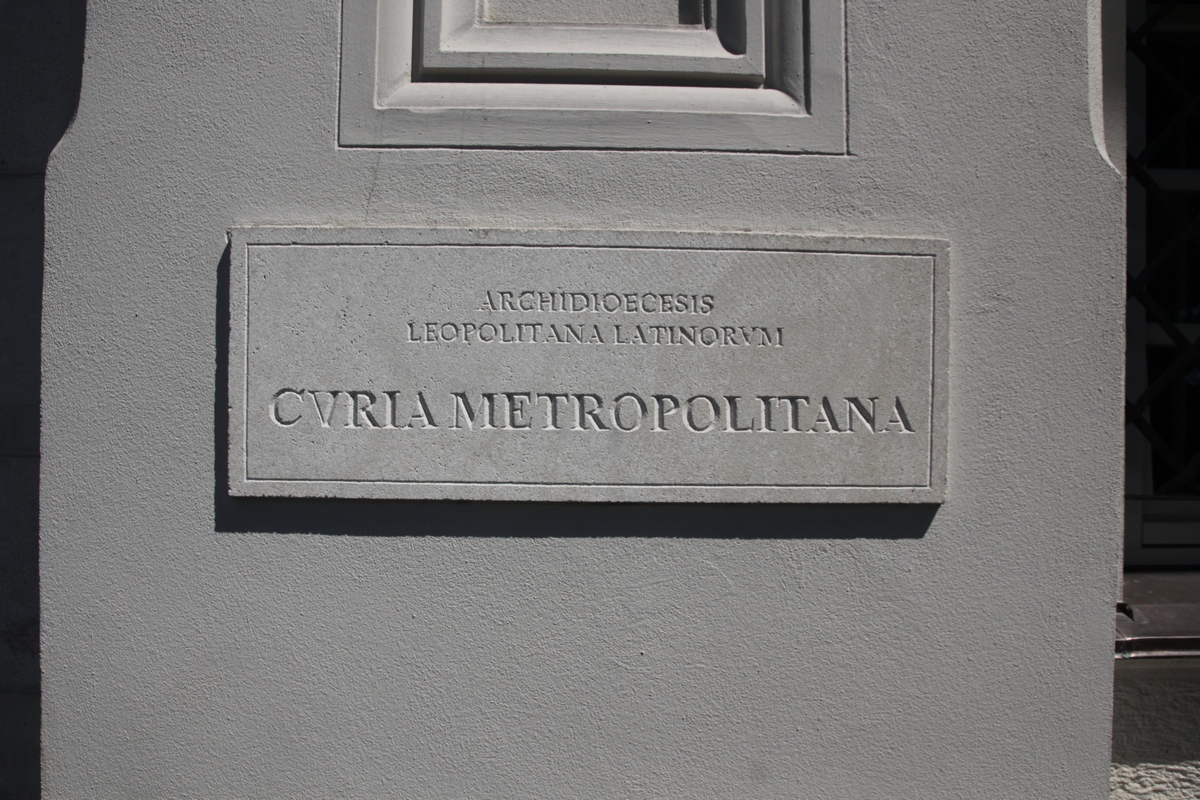 ARCHIDIOECESIS
LEOPOLITANA LATINORVM
CVRIA METROPOLITANA